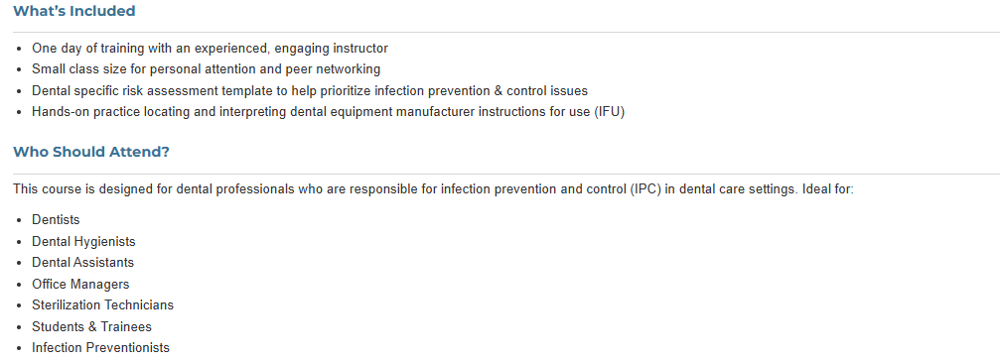 What's Included
• One day of training with an experienced, engaging instructor
• Small class size for personal attention and peer networking
• Dental specific risk assessment template to help prioritize infection prevention & control issues
• Hands-on practice locating and interpreting dental equipment manufacturer instructions for use (IFU)
Who Should Attend?
This course is designed for dental professionals who are responsible for infection prevention and control (IPC) in dental care settings. Ideal for:
• Dentists
• Dental Hygienists
• Dental Assistants
• Office Managers
• Sterilization Technicians
• Students & Trainees
• Infection Preventionists